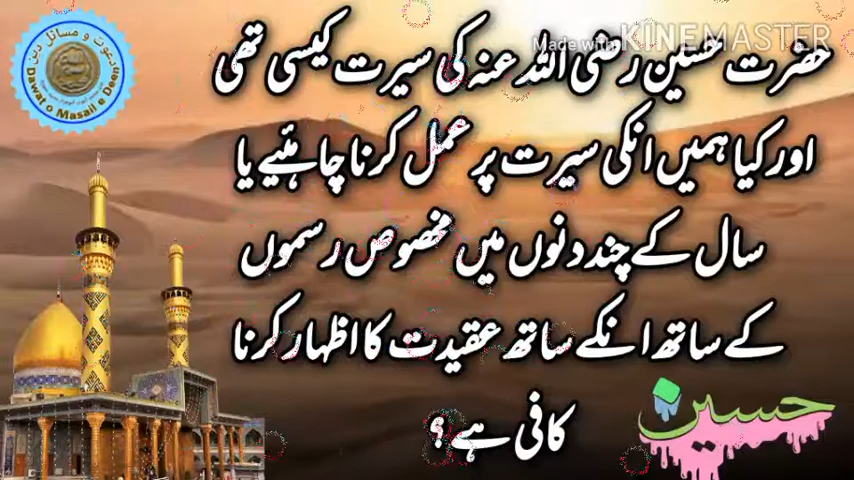 Made with KINEMASTER
دعوت و مسائل دین
Dawat o Masail e Deen
حضرت حسین رضی اللہ عنہ کی سیرت کیسی تھی
اور کیا ہمیں انکی سیرت پر عمل کرنا چاہئیے یا
سال کے چند دنوں میں مخصوص رسموں
کے ساتھ انکے ساتھ عقیدت کا اظہار کرنا
کافی ہے؟
حسین